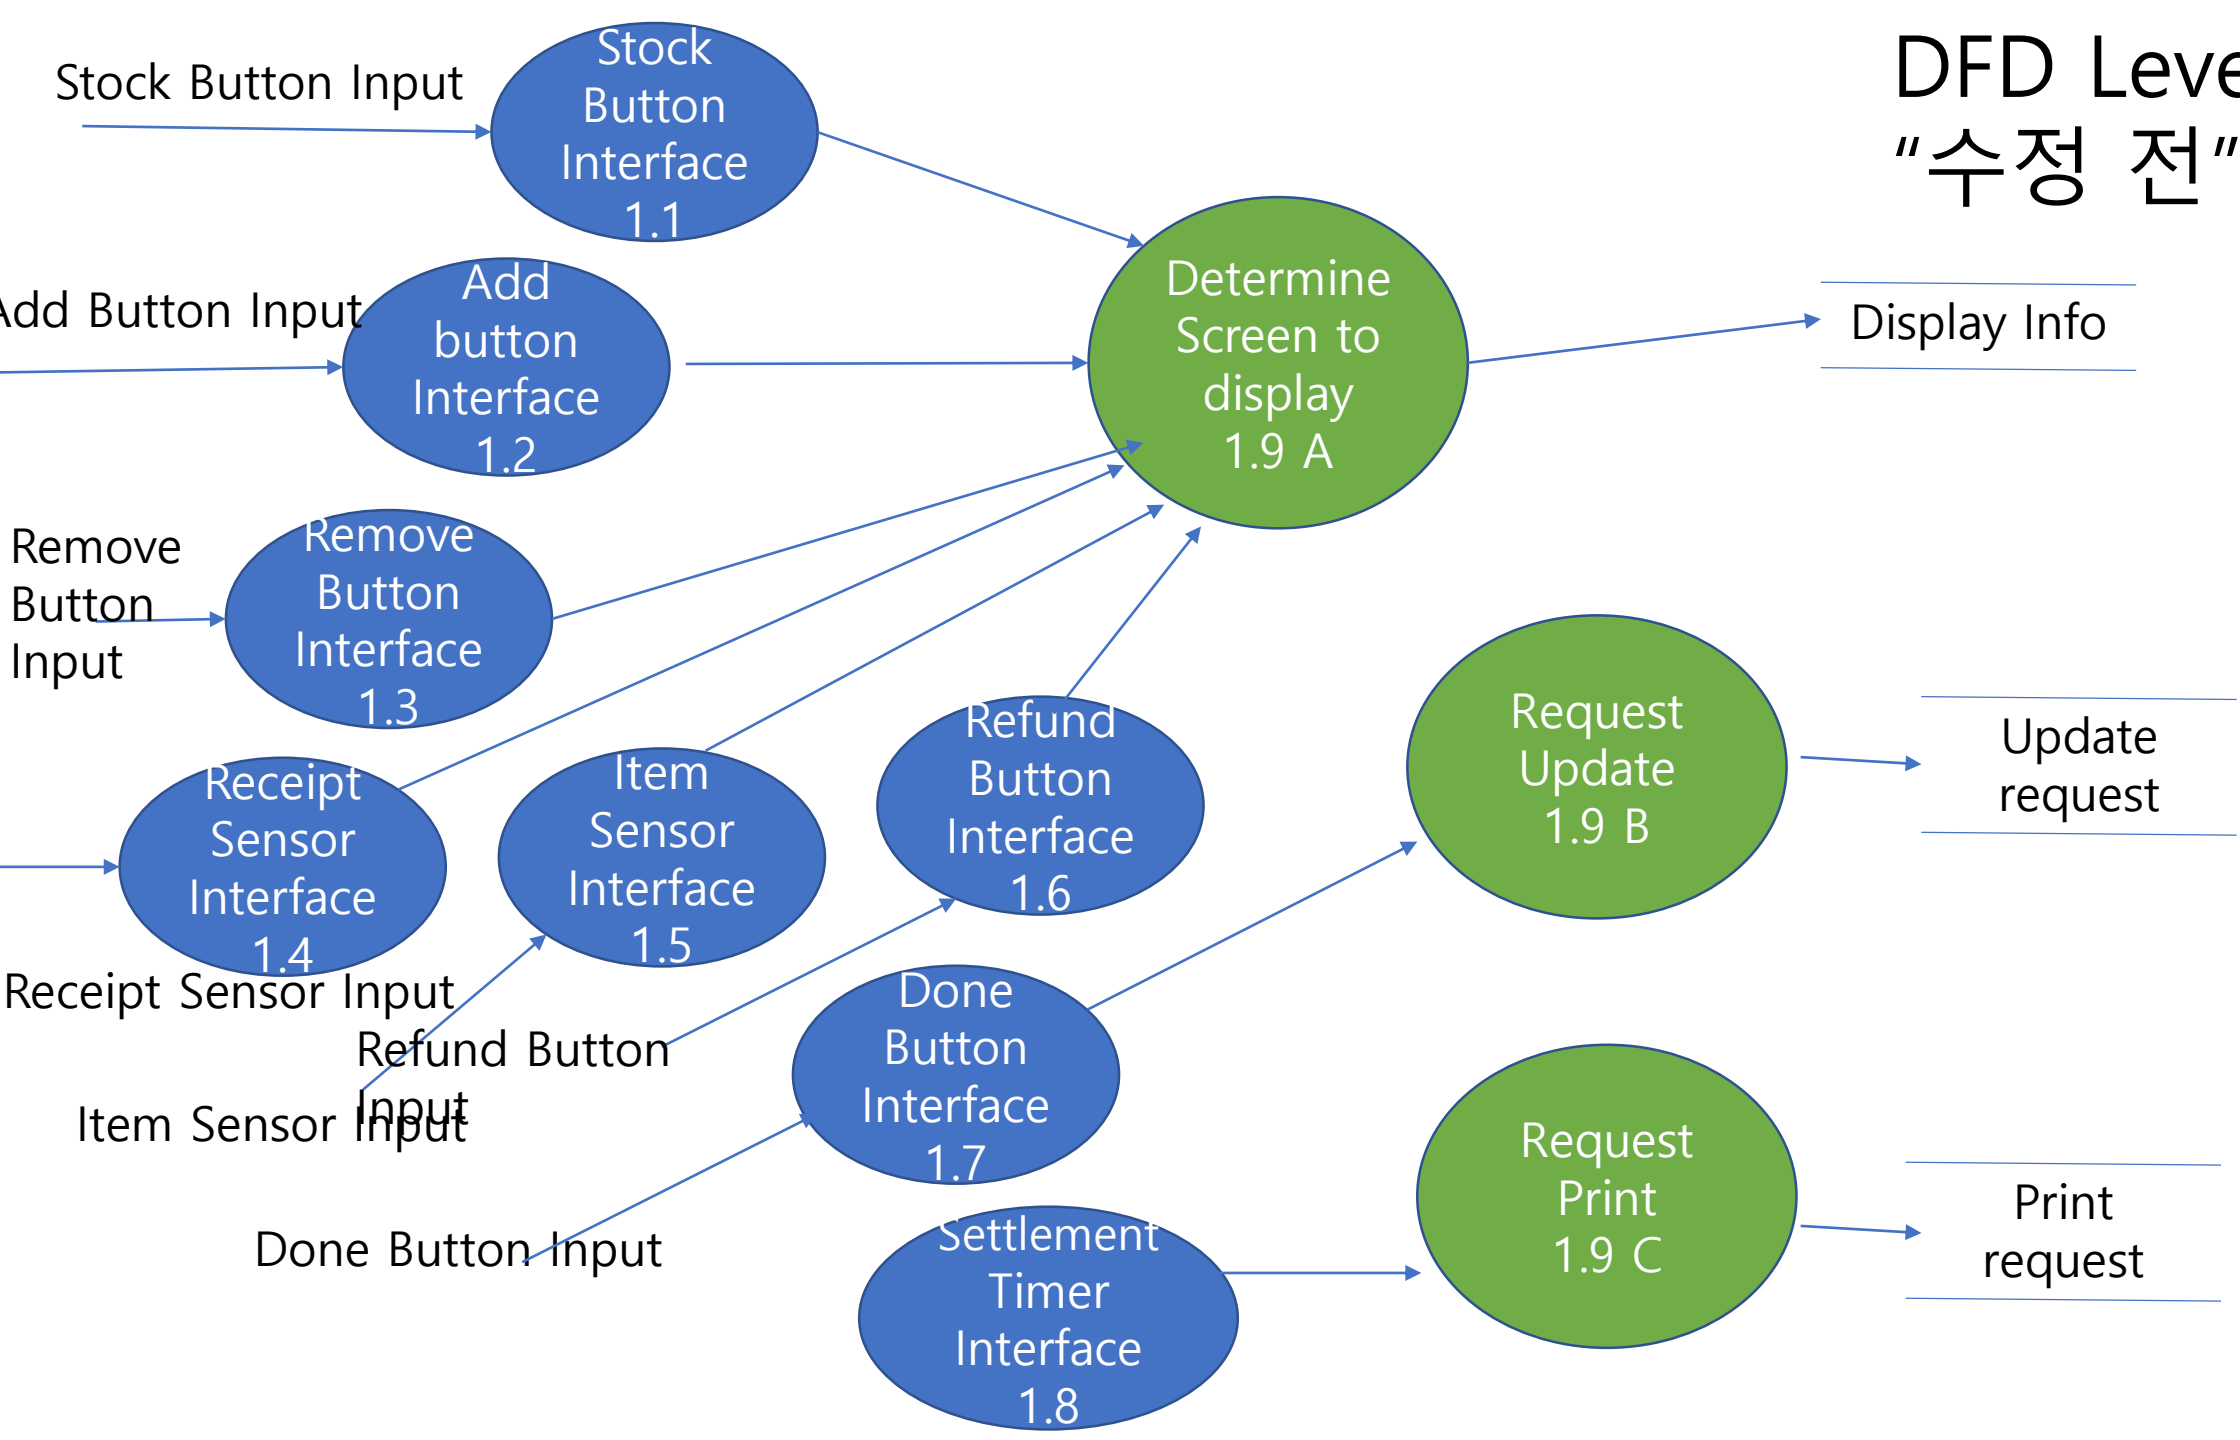 DFD Leve
“수정 전”
Stock Button Input
Stock
Button
Interface
1.1
Add Button Input
Add
button
Interface
1.2
Determine
Screen to
display
1.9 A
Display Info
Remove
Button
Input
Remove
Button
Interface
1.3
Receipt
Sensor
Interface
1.4
Item
Sensor
Interface
1.5
Refund
Button
Interface
1.6
Request
Update
1.9 B
Update
request
Receipt Sensor Input
Refund Button
Input
Item Sensor Input
Done
Button
Interface
1.7
Done Button Input
Settlement
Timer
Interface
1.8
Request
Print
1.9 C
Print
request